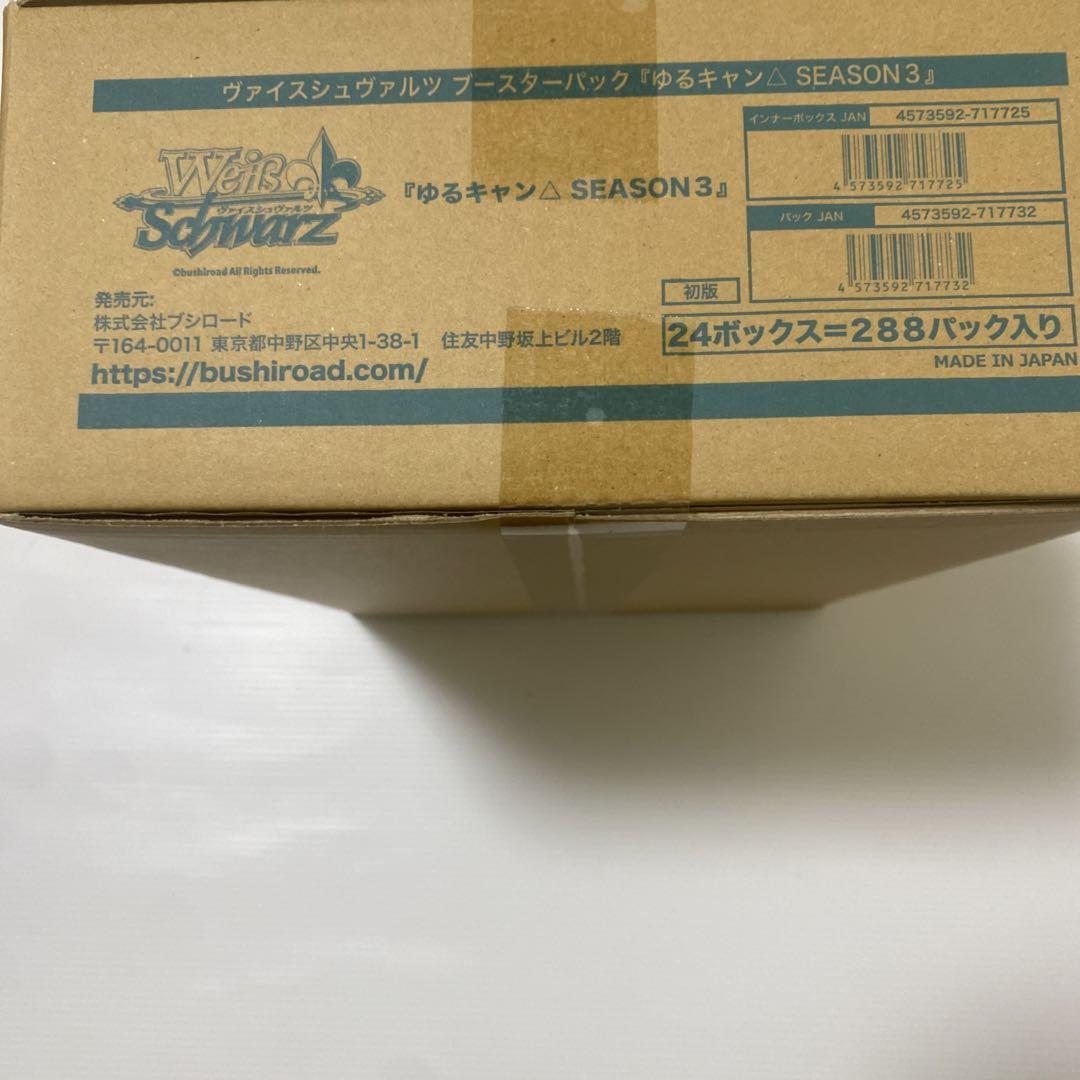 ヴァイスシュヴァルツ ブースターパック『ゆるキャン△ SEASON3』
Weiß
ヴァイスシュヴァルツ
Schwarz
©bushiroad All Rights Reserved.
『ゆるキャン△ SEASON3』
インナーボックス JAN 4573592-717725
4 573592 717725
パック JAN 4573592-717732
4 573592 717732
発売元:
株式会社ブシロード
〒164-0011 東京都中野区中央1-38-1 住友中野坂上ビル2階
https://bushiroad.com/
初版
24ボックス=288パック入り
MADE IN JAPAN